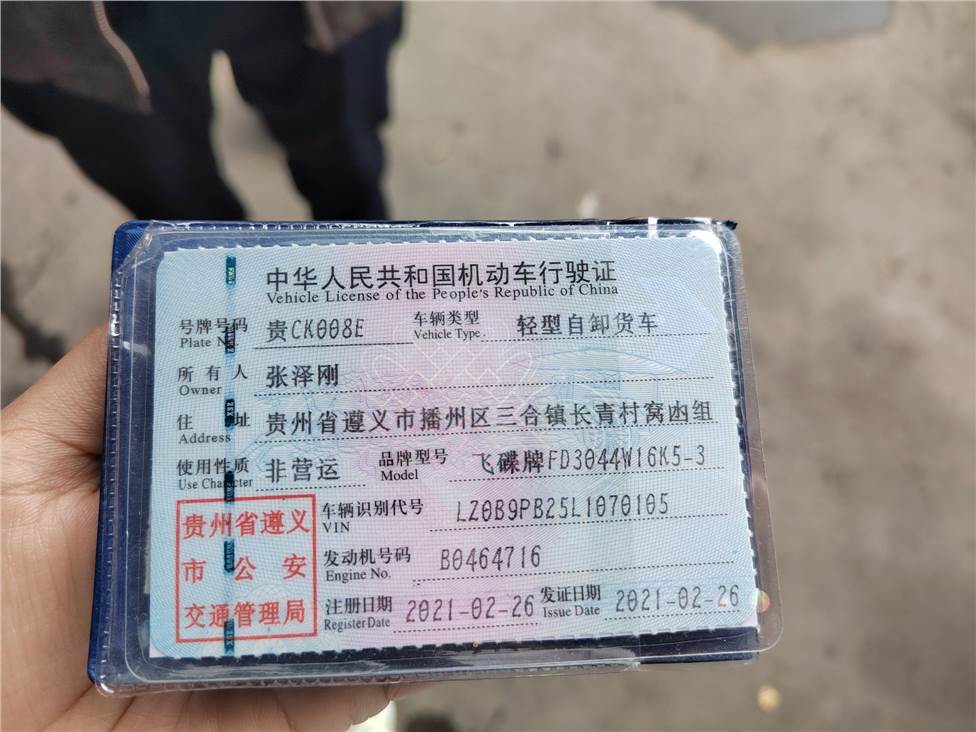 中华人民共和国机动车行驶证
Vehicle License of the People's Republic of China
号牌号码 贵CK008E 车辆类型 轻型自卸货车
Plate No. Vehicle Type
所有人 张泽刚
Owner
住址 贵州省遵义市播州区三合镇长青村窝凼组
Address
使用性质 非营运 品牌型号 飞碟牌FD3044W16K5-3
Use Character Model
贵州省遵义 车辆识别代号 LZ0B9PB25L1070105
VIN
市公安 发动机号码 B0464716
Engine No.
交通管理局 注册日期 2021-02-26 发证日期 2021-02-26
Register Date Issue Date